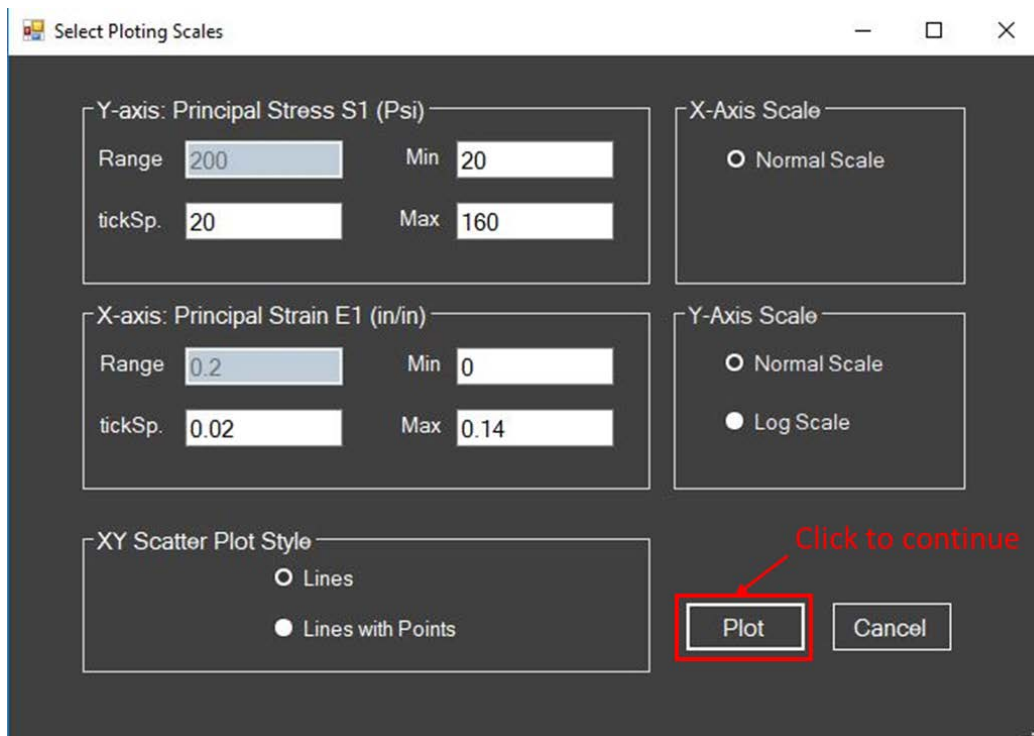 Select Ploting Scales
Y-axis: Principal Stress S1 (Psi)
Range 200 Min 20
tickSp. 20 Max 160
X-Axis Scale
Normal Scale
X-axis: Principal Strain E1 (in/in)
Range 0.2 Min 0
tickSp. 0.02 Max 0.14
Y-Axis Scale
Normal Scale
Log Scale
XY Scatter Plot Style
Lines
Lines with Points
Click to continue
Plot Cancel